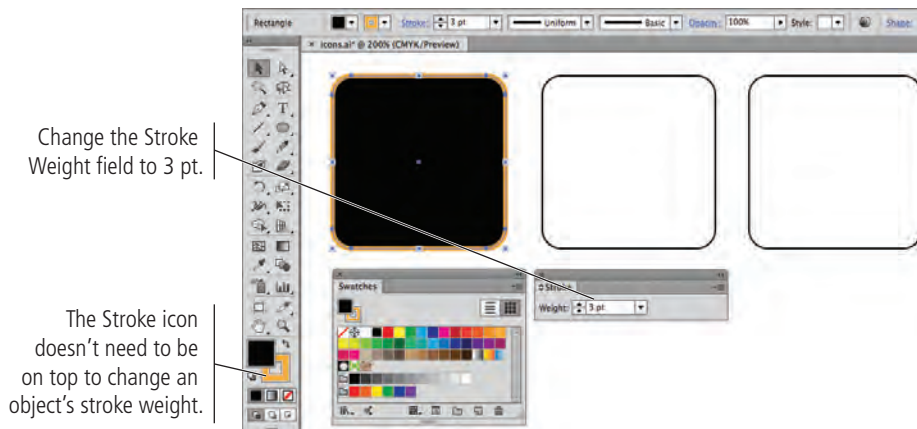 Rectangle Stroke: 3 pt Uniform Basic Opacity: 100% Style: Shape:
× icons.ai* @ 200% (CMYK/Preview)
Change the Stroke
Weight field to 3 pt.
Swatches
Stroke
Weight: 3 pt
The Stroke icon
doesn't need to be
on top to change an
object's stroke weight.